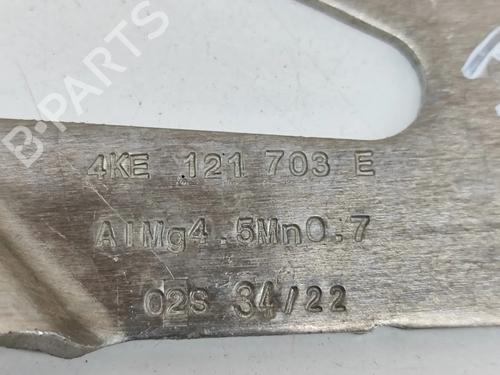 B-PARTS
4KE 121 703 E
AlMg4.5Mn0.7
02S 34/22